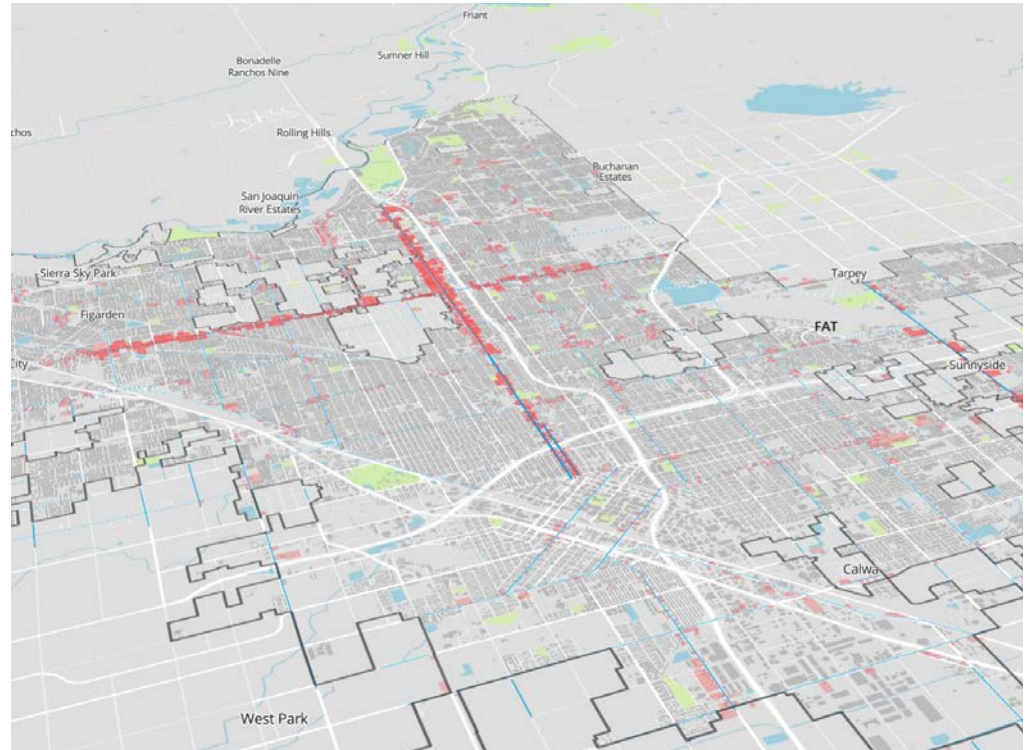 Friant
Sumner Hill
Bonadelle
Ranchos Nine
chos
Rolling Hills
Buchanan
Estates
San Joaquin
River Estates
Sierra Sky Park
Tarpey
Figarden
FAT
City
Sunnyside
Calwa
West Park